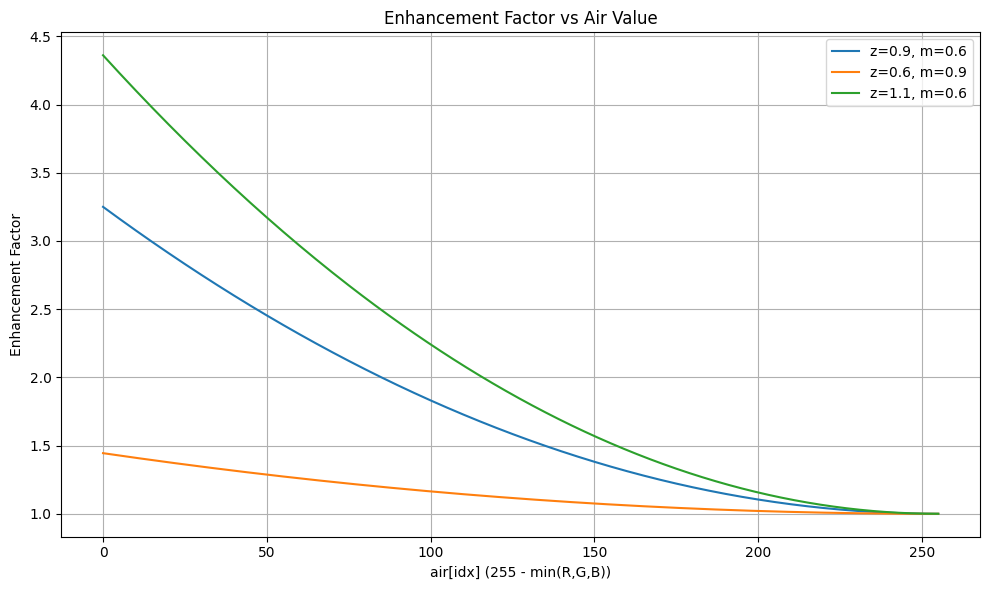 Enhancement Factor vs Air Value
z=0.9, m=0.6
z=0.6, m=0.9
z=1.1, m=0.6
Enhancement Factor
4.5
4.0
3.5
3.0
2.5
2.0
1.5
1.0
0 50 100 150 200 250
air[idx] (255 - min(R,G,B))